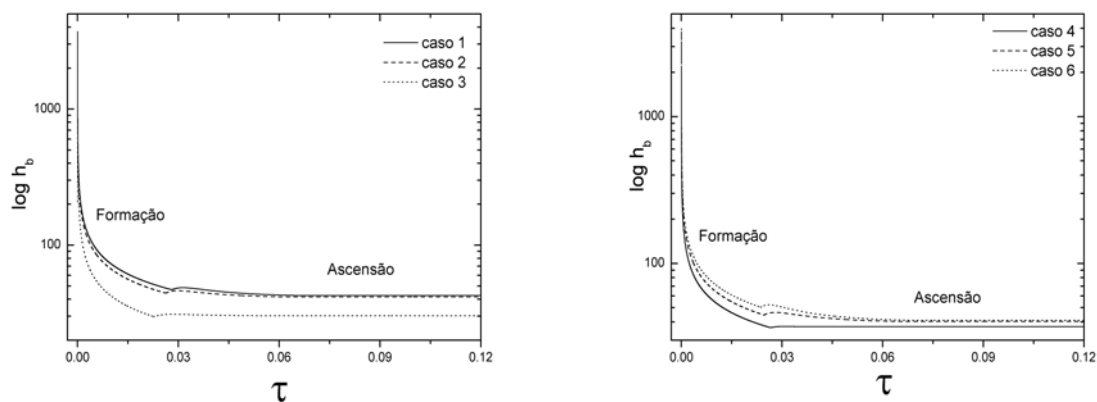 caso 1
caso 2
caso 3
1000
100
log h_b
Formação
Ascensão
0.00 0.03 0.06 0.09 0.12
τ
caso 4
caso 5
caso 6
1000
100
log h_b
Formação
Ascensão
0.00 0.03 0.06 0.09 0.12
τ